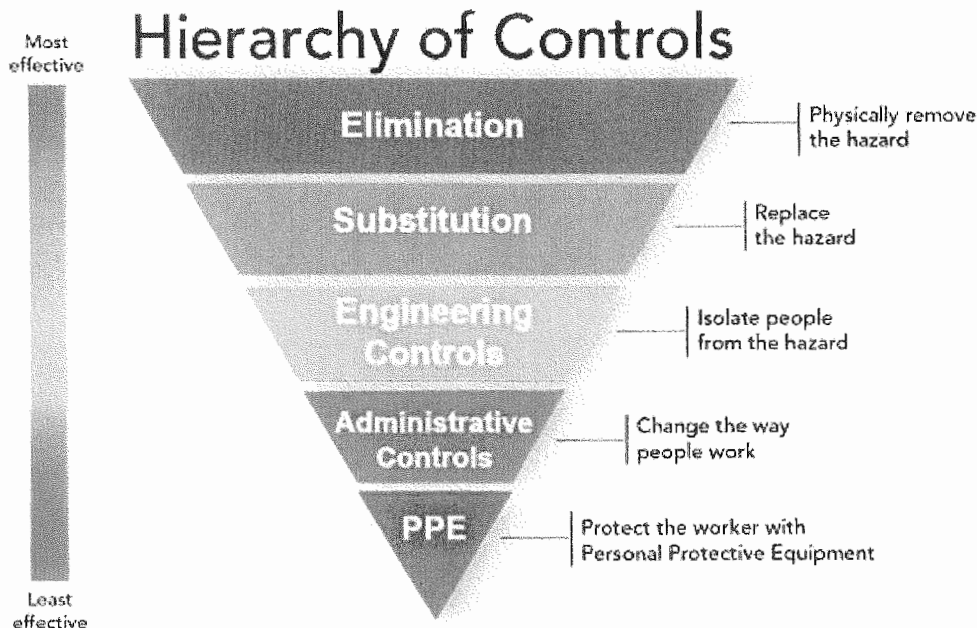 Hierarchy of Controls
Most
effective
Elimination
Physically remove
the hazard
Substitution
Replace
the hazard
Engineering
Controls
Isolate people
from the hazard
Administrative
Controls
Change the way
people work
PPE
Protect the worker with
Personal Protective Equipment
Least
effective